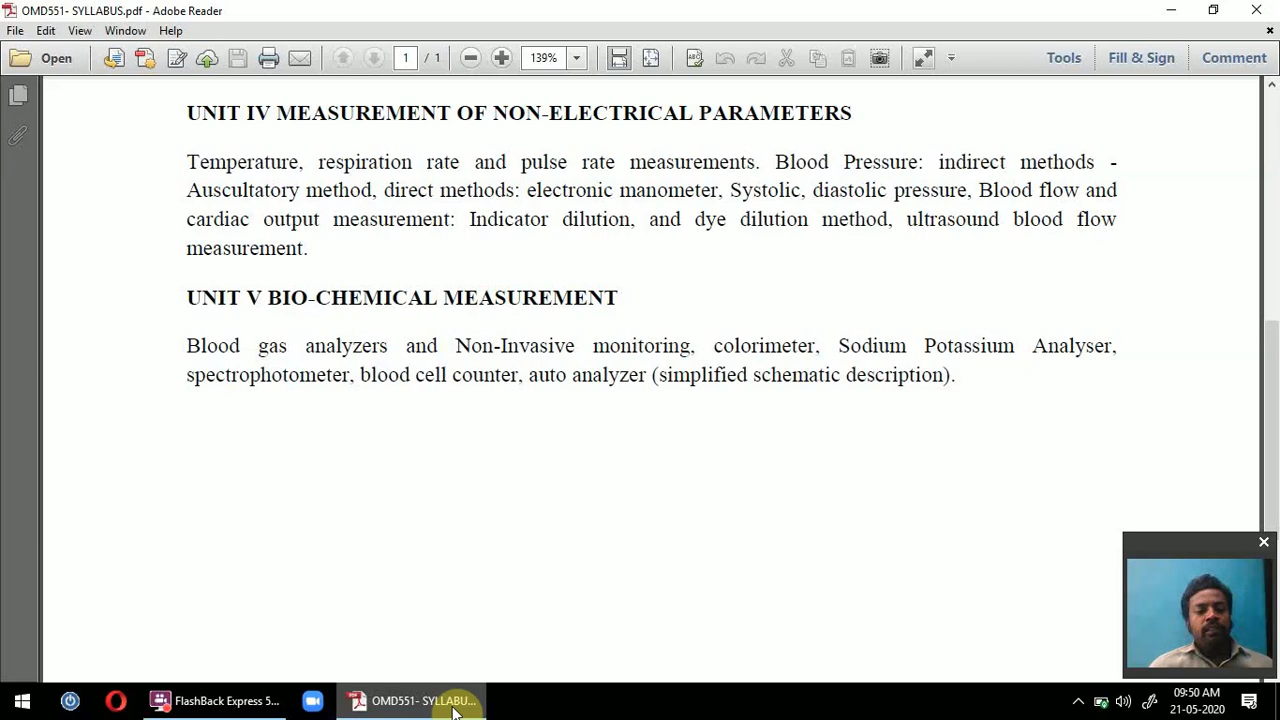 OMD551- SYLLABUS.pdf - Adobe Reader
File Edit View Window Help
Open 1 / 1 139% Tools Fill & Sign Comment
UNIT IV MEASUREMENT OF NON-ELECTRICAL PARAMETERS
Temperature, respiration rate and pulse rate measurements. Blood Pressure: indirect methods -
Auscultatory method, direct methods: electronic manometer, Systolic, diastolic pressure, Blood flow and
cardiac output measurement: Indicator dilution, and dye dilution method, ultrasound blood flow
measurement.
UNIT V BIO-CHEMICAL MEASUREMENT
Blood gas analyzers and Non-Invasive monitoring, colorimeter, Sodium Potassium Analyser,
spectrophotometer, blood cell counter, auto analyzer (simplified schematic description).
FlashBack Express 5... OMD551- SYLLABU... 09:50 AM
21-05-2020